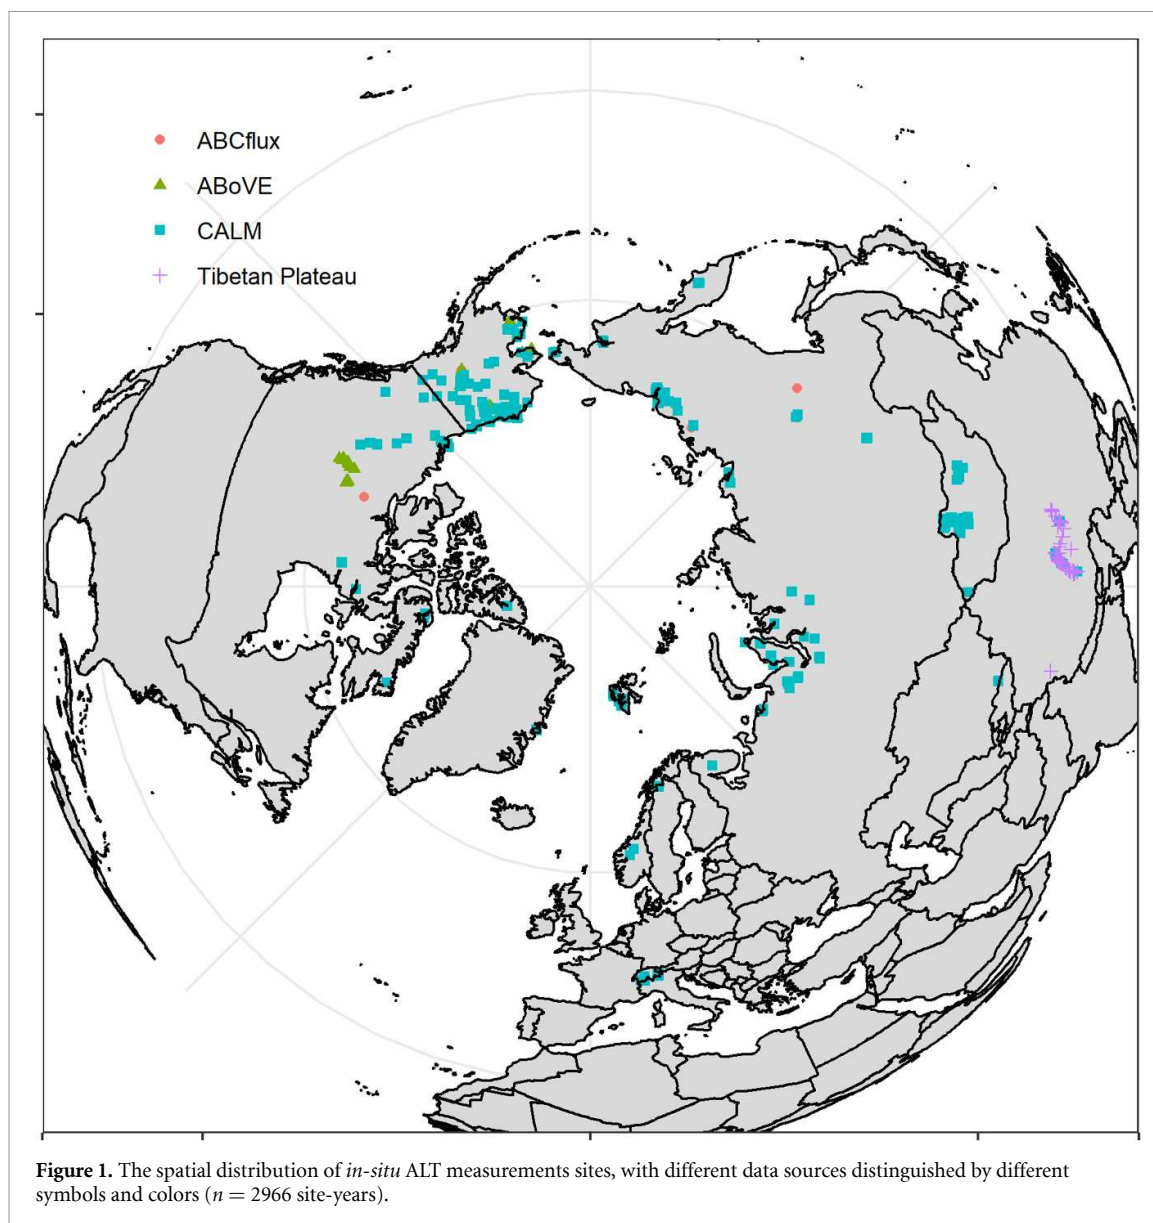 ABCflux
ABoVE
CALM
Tibetan Plateau
Figure 1. The spatial distribution of in-situ ALT measurements sites, with different data sources distinguished by different
symbols and colors (n = 2966 site-years).